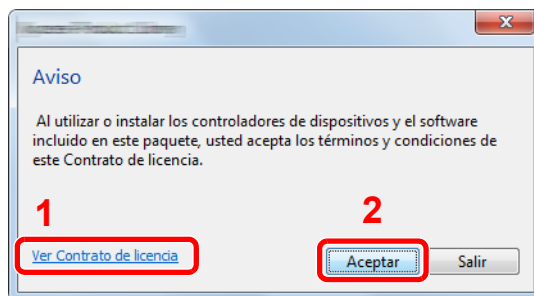 Aviso
Al utilizar o instalar los controladores de dispositivos y el software
incluido en este paquete, usted acepta los términos y condiciones de
este Contrato de licencia.
1
2
Ver Contrato de licencia
Aceptar
Salir